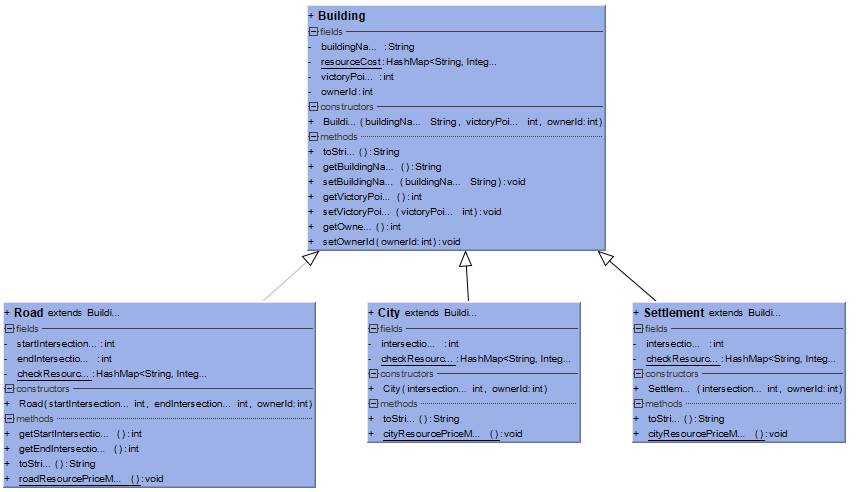 + Building
fields
- buildingNa... : String
- resourceCost : HashMap<String, Integ...
- victoryPoi... : int
- ownerId : int
constructors
+ Buildi... ( buildingNa... String , victoryPoi... int , ownerId : int )
methods
+ toStri... ( ) : String
+ getBuildingNa... ( ) : String
+ setBuildingNa... ( buildingNa... String ) : void
+ getVictoryPoi... ( ) : int
+ setVictoryPoi... ( victoryPoi... int ) : void
+ getOwne... ( ) : int
+ setOwnerId ( ownerId : int ) : void
+ Road extends Buildi...
fields
- startIntersection... : int
- endIntersectio... : int
- checkResourc... : HashMap<String, Integ...
constructors
+ Road ( startIntersection... int , endIntersection... int , ownerId : int )
methods
+ getStartIntersectio... ( ) : int
+ getEndIntersectio... ( ) : int
+ toStri... ( ) : String
+ roadResourcePriceM... ( ) : void
+ City extends Buildi...
fields
- intersectio... : int
- checkResourc... : HashMap<String, Integ...
constructors
+ City ( intersection... int , ownerId : int )
methods
+ toStri... ( ) : String
+ cityResourcePriceM... ( ) : void
+ Settlement extends Buildi...
fields
- intersectio... : int
- checkResourc... : HashMap<String, Integ...
constructors
+ Settlem... ( intersection... int , ownerId : int )
methods
+ toStri... ( ) : String
+ cityResourcePriceM... ( ) : void